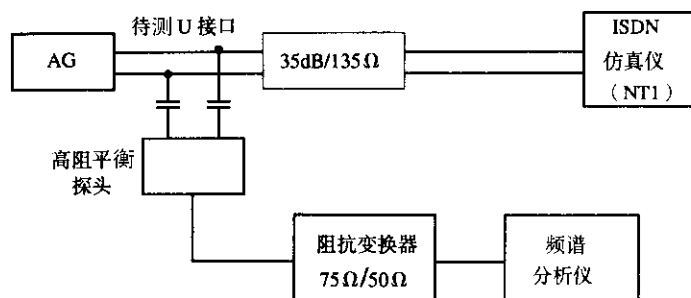 待测 U 接口
AG
35dB/135Ω
ISDN
仿真仪
（NT1）
高阻平衡
探头
阻抗变换器
75Ω/50Ω
频谱
分析仪